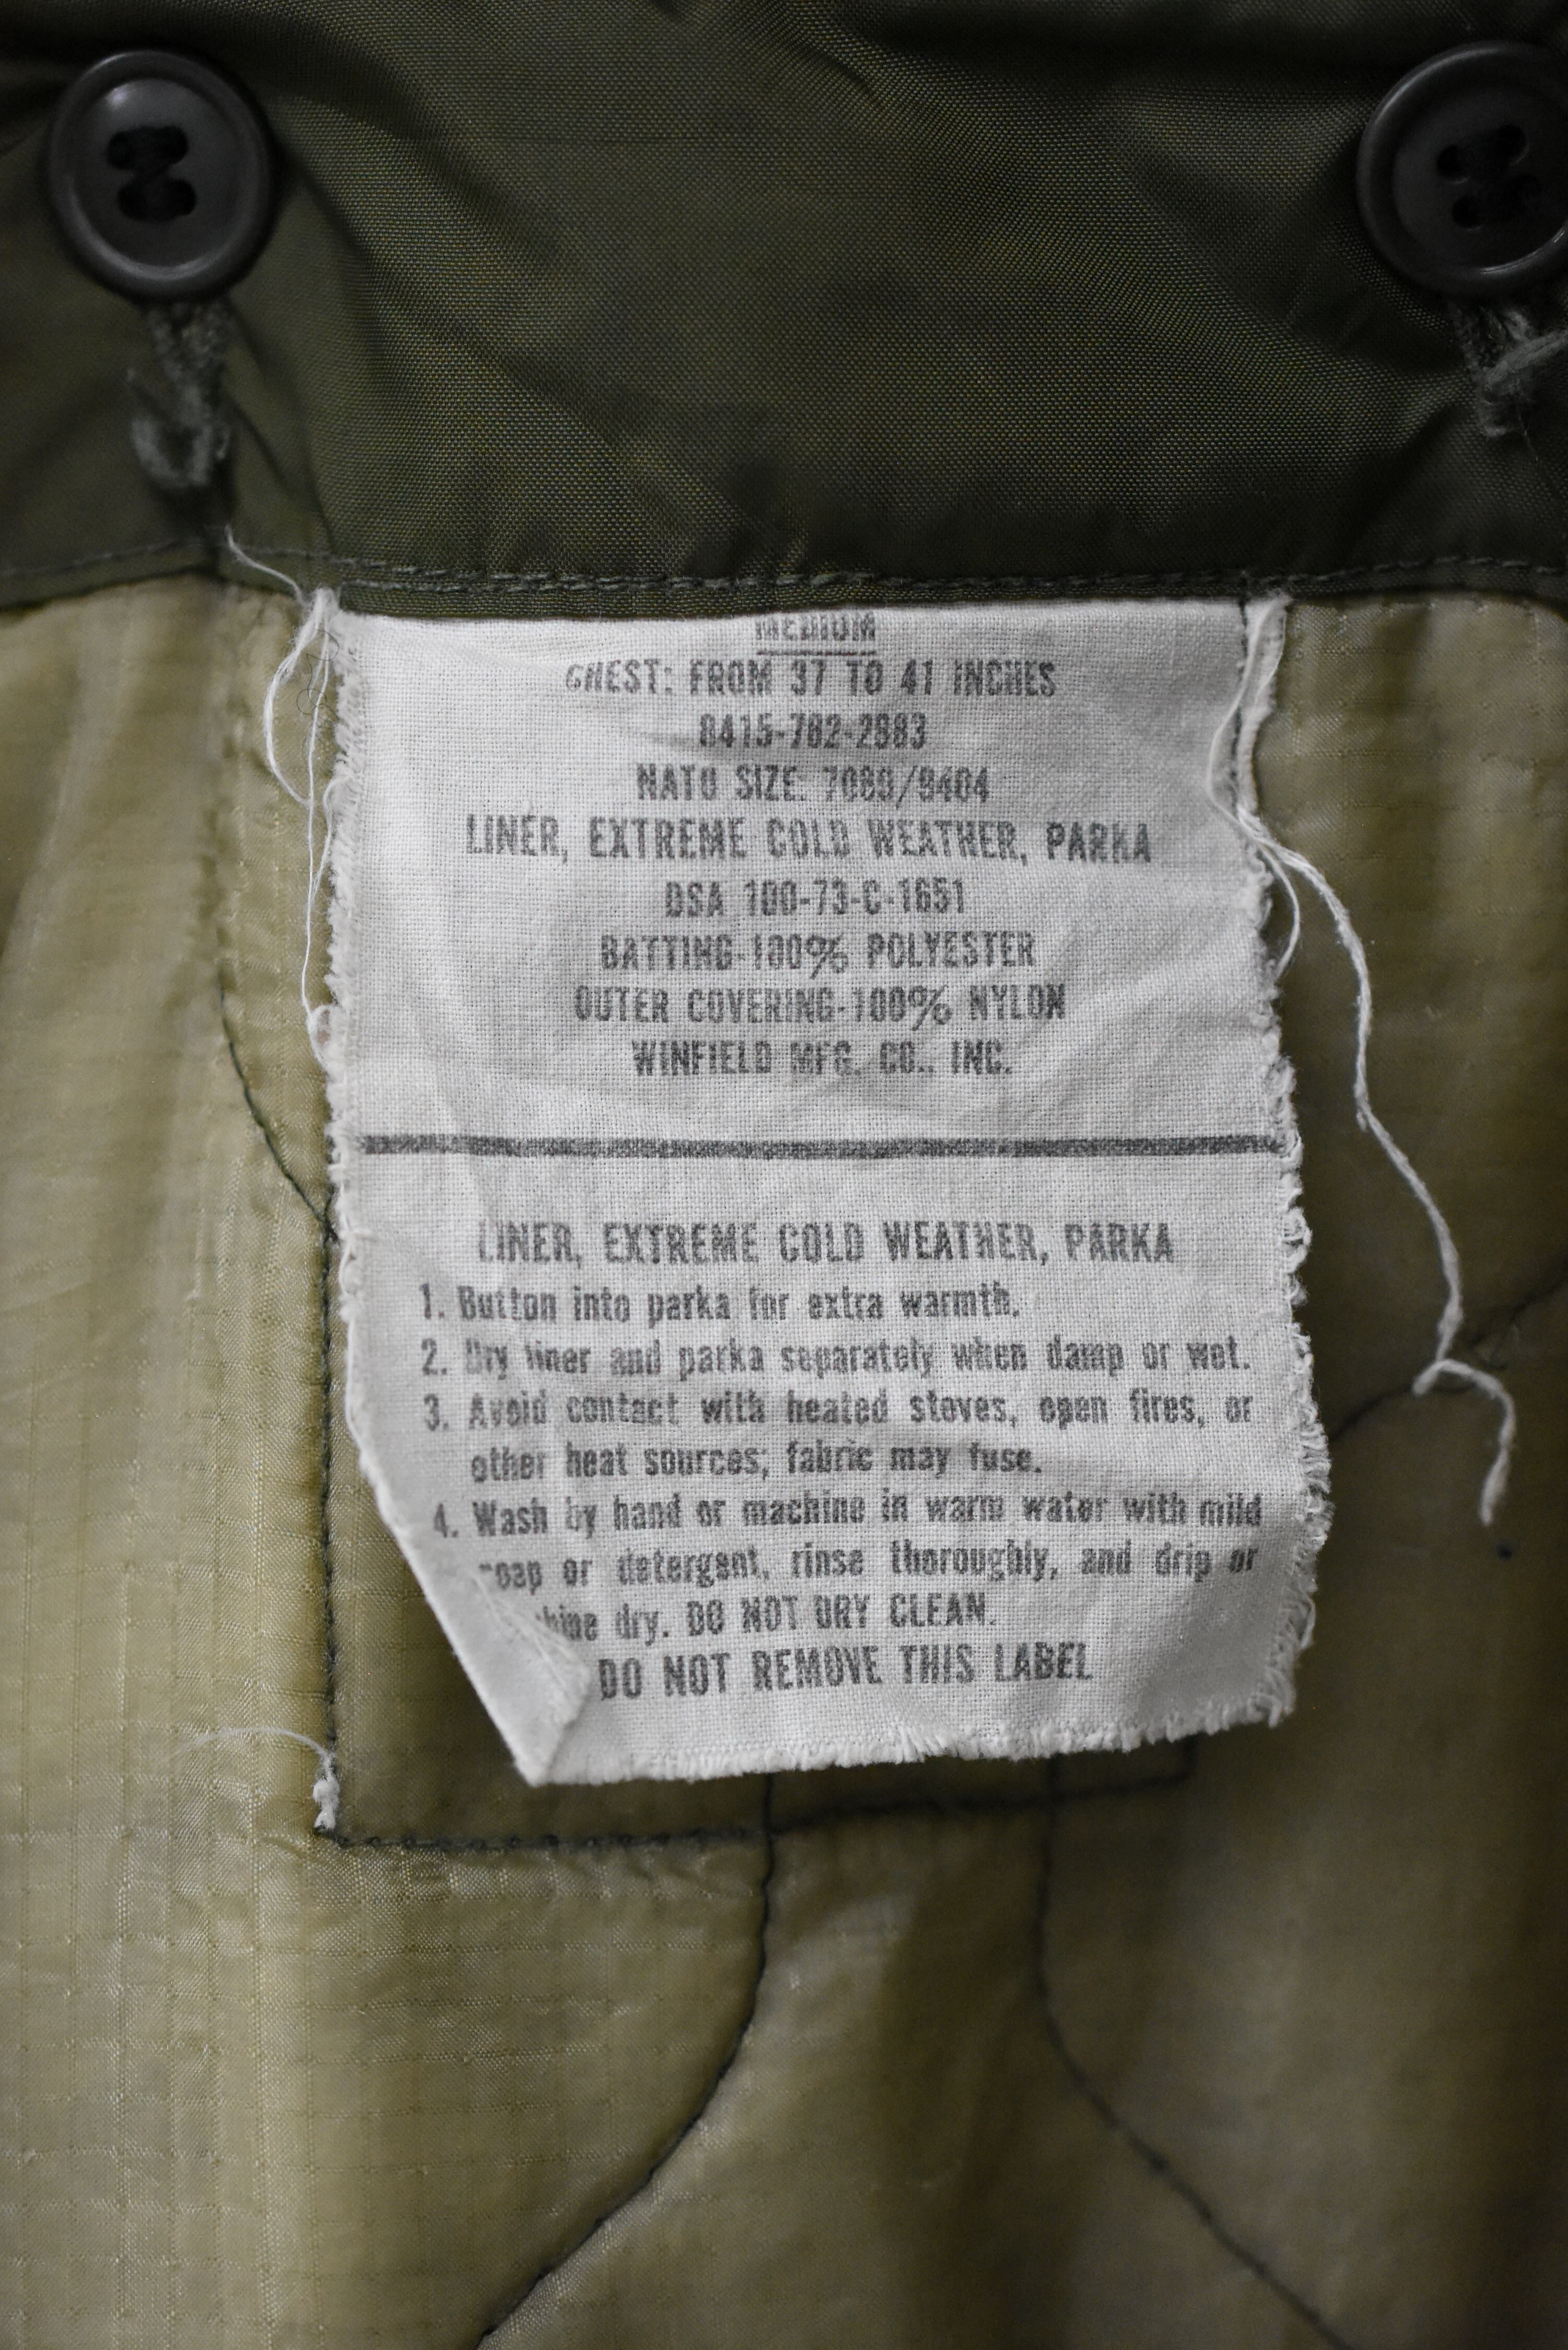 MEDIUM
CHEST: FROM 37 TO 41 INCHES
8415-782-2883
NATO SIZE: 7080/9404
LINER, EXTREME COLD WEATHER, PARKA
DSA 100-73-C-1651
BATTING-100% POLYESTER
OUTER COVERING-100% NYLON
WINFIELD MFG. CO., INC.
LINER, EXTREME COLD WEATHER, PARKA
1. Button into parka for extra warmth.
2. Dry liner and parka separately when damp or wet.
3. Avoid contact with heated stoves, open fires, or
other heat sources; fabric may fuse.
4. Wash by hand or machine in warm water with mild
oap or detergent, rinse thoroughly, and drip or
hine dry. DO NOT DRY CLEAN.
DO NOT REMOVE THIS LABEL